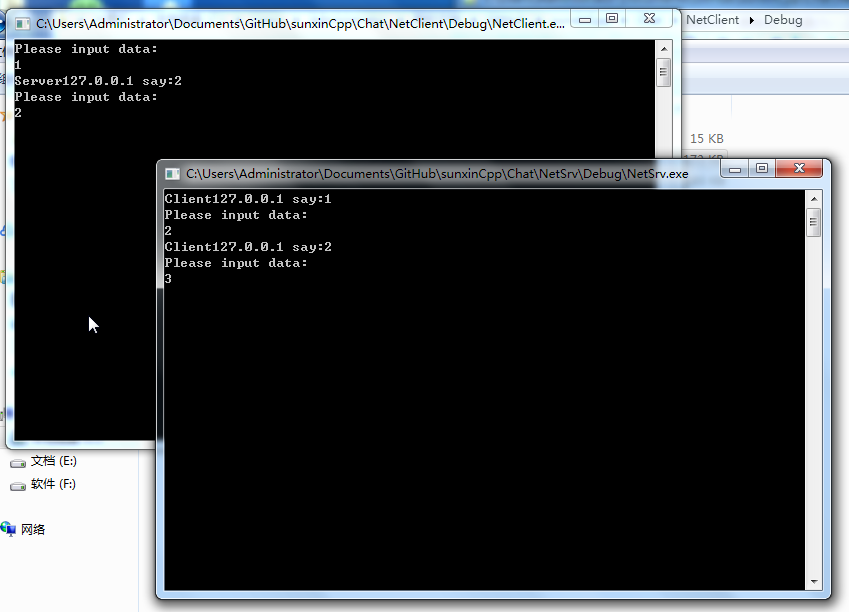 C:\Users\Administrator\Documents\GitHub\sunxinCpp\Chat\NetClient\Debug\NetClient.e...
NetClient ▸ Debug
Please input data:
1
Server127.0.0.1 say:2
Please input data:
2
15 KB
C:\Users\Administrator\Documents\GitHub\sunxinCpp\Chat\NetSrv\Debug\NetSrv.exe
Client127.0.0.1 say:1
Please input data:
2
Client127.0.0.1 say:2
Please input data:
3
文档 (E:)
软件 (F:)
网络